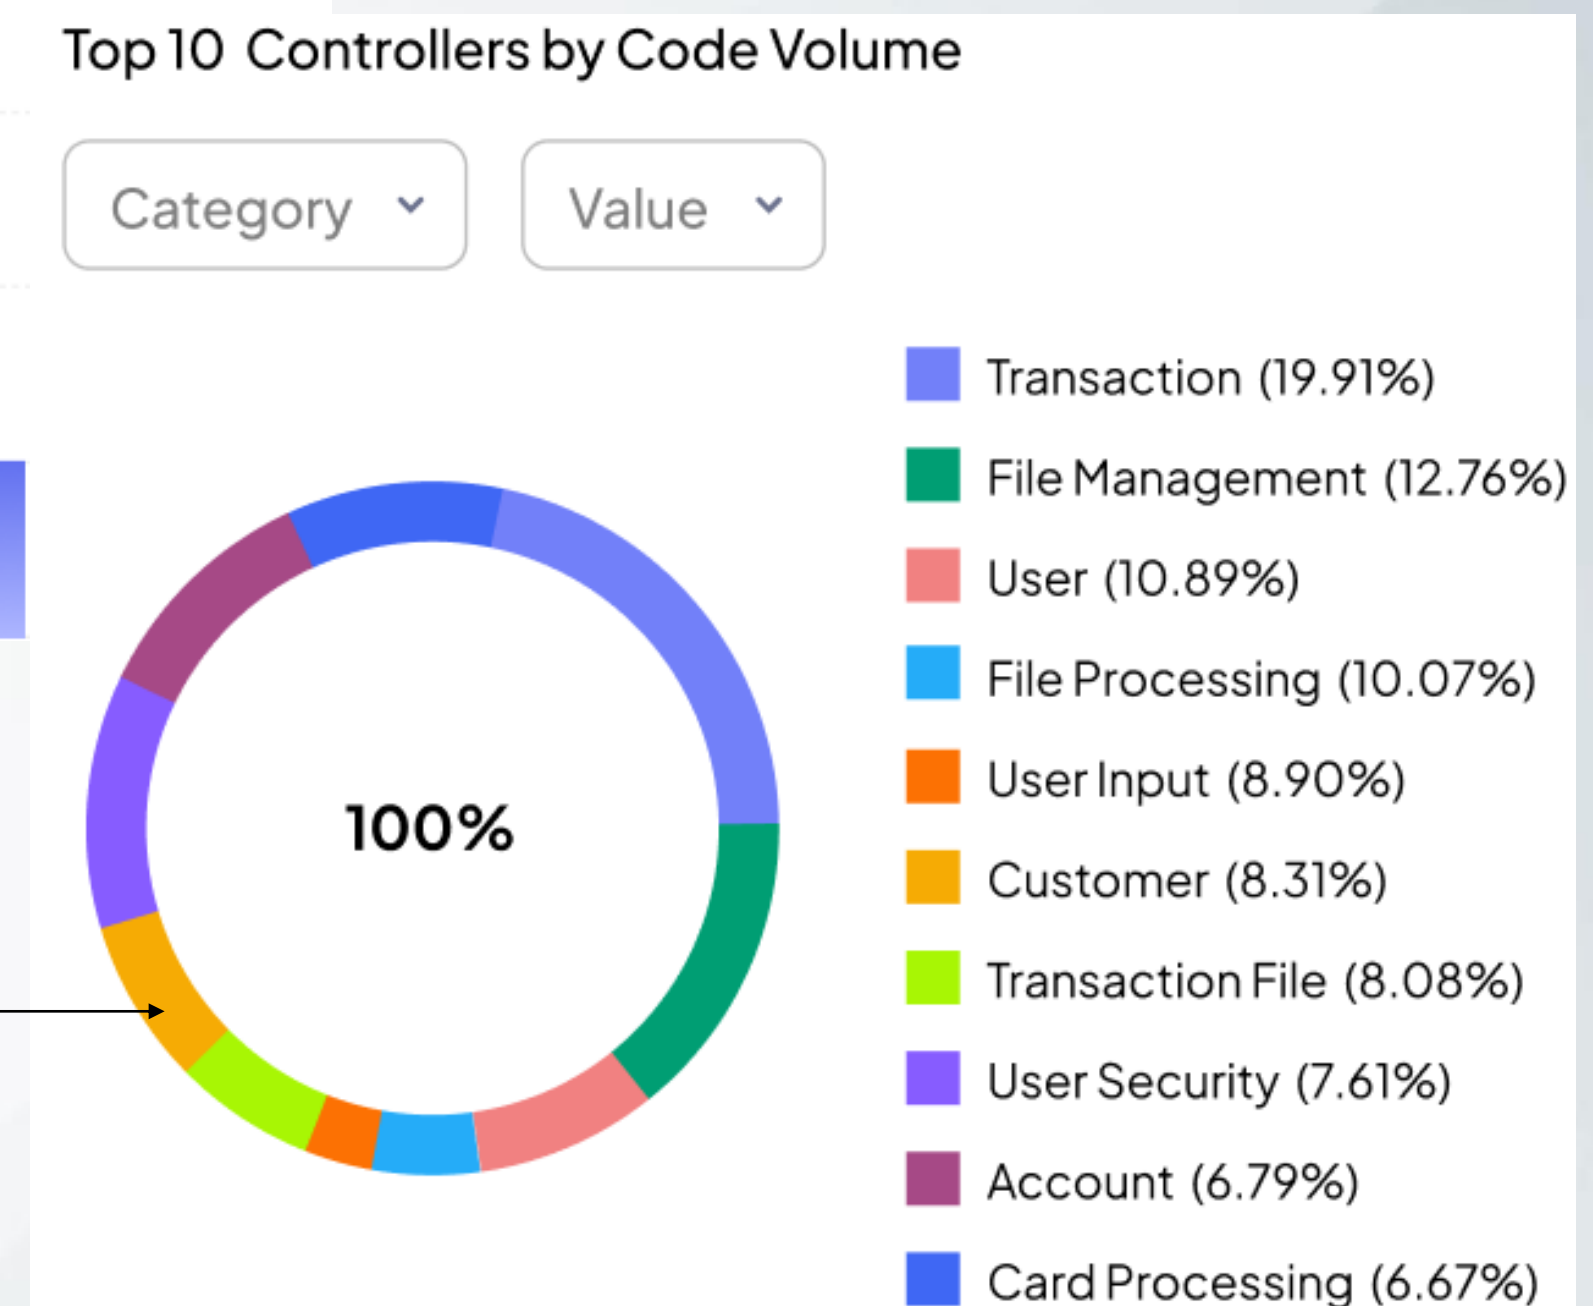 Top 10 Controllers by Code Volume
Category
Value
Transaction (19.91%)
File Management (12.76%)
User (10.89%)
File Processing (10.07%)
User Input (8.90%)
Customer (8.31%)
Transaction File (8.08%)
User Security (7.61%)
Account (6.79%)
Card Processing (6.67%)
100%